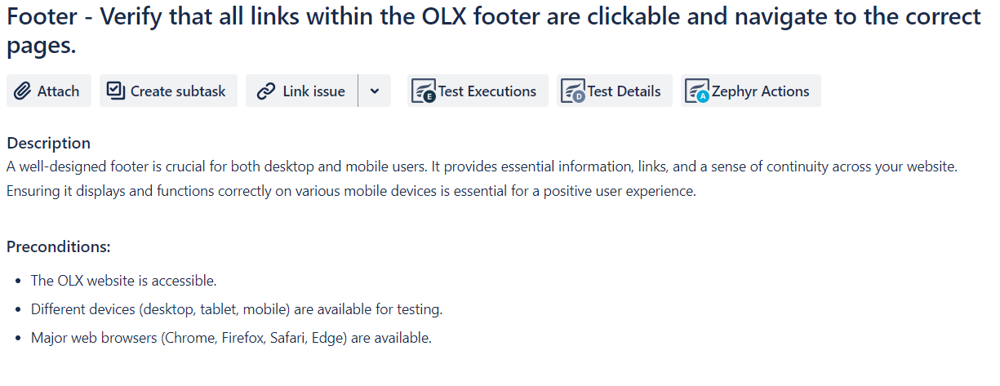 Footer - Verify that all links within the OLX footer are clickable and navigate to the correct
pages.
Attach Create subtask Link issue Test Executions Test Details Zephyr Actions
Description
A well-designed footer is crucial for both desktop and mobile users. It provides essential information, links, and a sense of continuity across your website.
Ensuring it displays and functions correctly on various mobile devices is essential for a positive user experience.
Preconditions:
• The OLX website is accessible.
• Different devices (desktop, tablet, mobile) are available for testing.
• Major web browsers (Chrome, Firefox, Safari, Edge) are available.